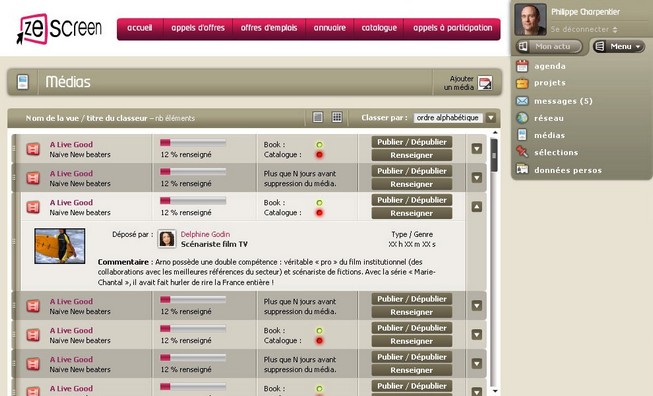 ze screen
accueil appels d'offres offres d'emplois annuaire catalogue appels à participation
Philippe Charpentier
Se déconnecter
Mon actu Menu
agenda
projets
messages (5)
réseau
médias
sélections
données persos
Médias
Ajouter
un média
Nom de la vue / titre du classeur – nb éléments
Classer par : ordre alphabétique
A Live Good Book : Publier / Dépublier
Naive New beaters 12 % renseigné Catalogue : Renseigner
A Live Good Plus que N jours avant Publier / Dépublier
Naive New beaters 12 % renseigné suppression du média. Renseigner
A Live Good Book : Publier / Dépublier
Naive New beaters 12 % renseigné Catalogue : Renseigner
Déposé par : Delphine Godin Type / Genre
Scénariste film TV XX h XX m XX s
Commentaire : Arno possède une double compétence : véritable « pro » du film institutionnel (des
collaborations avec les meilleures références du secteur) et scénariste de fictions. Avec la série « Marie-
Chantal », il avait fait hurler de rire la France entière !
A Live Good Plus que N jours avant Publier / Dépublier
Naive New beaters 12 % renseigné suppression du média. Renseigner
A Live Good Book : Publier / Dépublier
Naive New beaters 12 % renseigné Catalogue : Renseigner
A Live Good Plus que N jours avant Publier / Dépublier
Naive New beaters 12 % renseigné suppression du média. Renseigner
A Live Good Book : Publier / Dépublier
Naive New beaters 12 % renseigné Catalogue : Renseigner